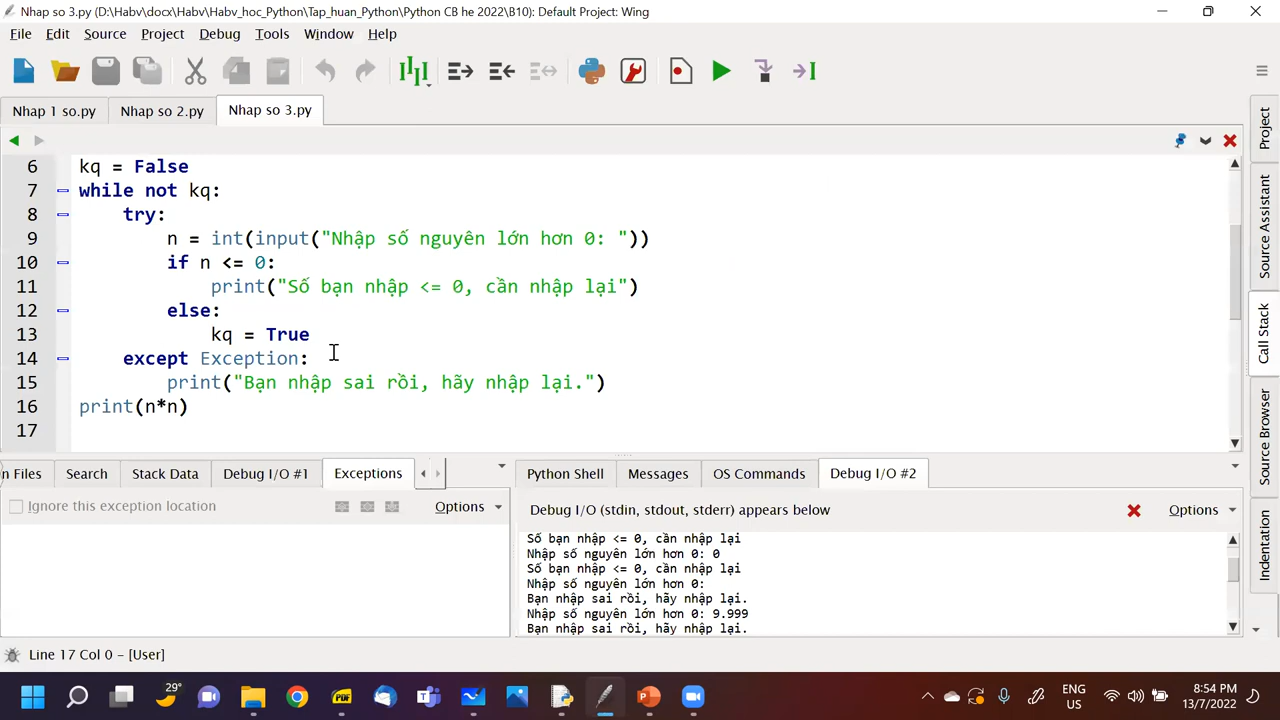 Nhap so 3.py (D:\Habv\docx\Habv\Habv_hoc_Python\Tap_huan_Python\Python CB he 2022\B10): Default Project: Wing
File Edit Source Project Debug Tools Window Help
Nhap 1 so.py Nhap so 2.py Nhap so 3.py
6 kq = False
7 while not kq:
8 try:
9 n = int(input("Nhập số nguyên lớn hơn 0: "))
10 if n <= 0:
11 print("Số bạn nhập <= 0, cần nhập lại")
12 else:
13 kq = True
14 except Exception:
15 print("Bạn nhập sai rồi, hãy nhập lại.")
16 print(n*n)
17
Project
Source Assistant
Call Stack
Source Browser
Indentation
n Files Search Stack Data Debug I/O #1 Exceptions
Ignore this exception location Options
Python Shell Messages OS Commands Debug I/O #2
Debug I/O (stdin, stdout, stderr) appears below Options
Số bạn nhập <= 0, cần nhập lại
Nhập số nguyên lớn hơn 0: 0
Số bạn nhập <= 0, cần nhập lại
Nhập số nguyên lớn hơn 0:
Bạn nhập sai rồi, hãy nhập lại.
Nhập số nguyên lớn hơn 0: 9.999
Bạn nhập sai rồi, hãy nhập lại.
Line 17 Col 0 – [User]
29°
PDF
ENG
US
8:54 PM
13/7/2022